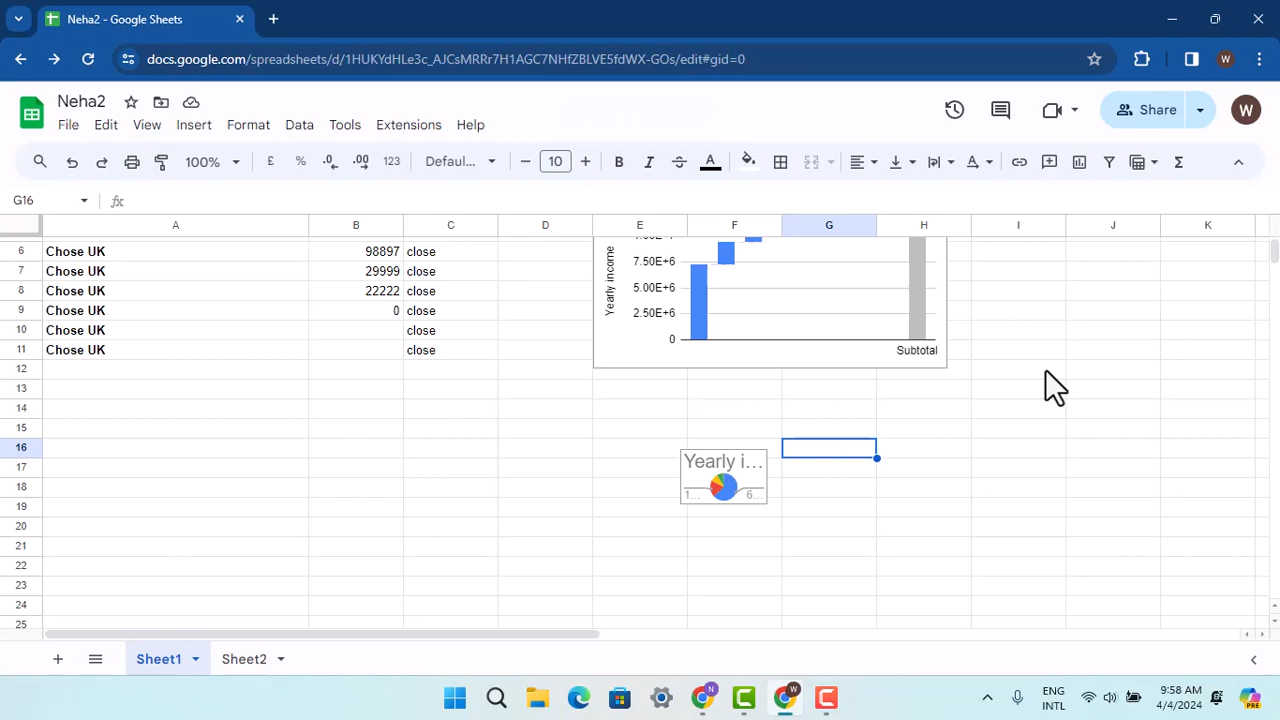 Neha2 - Google Sheets
docs.google.com/spreadsheets/d/1HUKYdHLe3c_AJCsMRRr7H1AGC7NHfZBLVE5fdWX-GOs/edit#gid=0
W
Neha2
Share
W
File Edit View Insert Format Data Tools Extensions Help
100% £ % .0 .00 123 Defaul... 10 B I S A Σ
G16 fx
A B C D E F G H I J K
6 Chose UK 98897 close
7 Chose UK 29999 close
8 Chose UK 22222 close
9 Chose UK 0 close
10 Chose UK close
11 Chose UK close
12
13
14
15
16
17
18
19
20
21
22
23
24
25
Yearly income
7.50E+6
5.00E+6
2.50E+6
0
Subtotal
Yearly i...
1... 6...
Sheet1 Sheet2
N W
ENG
INTL
9:58 AM
4/4/2024
PRE